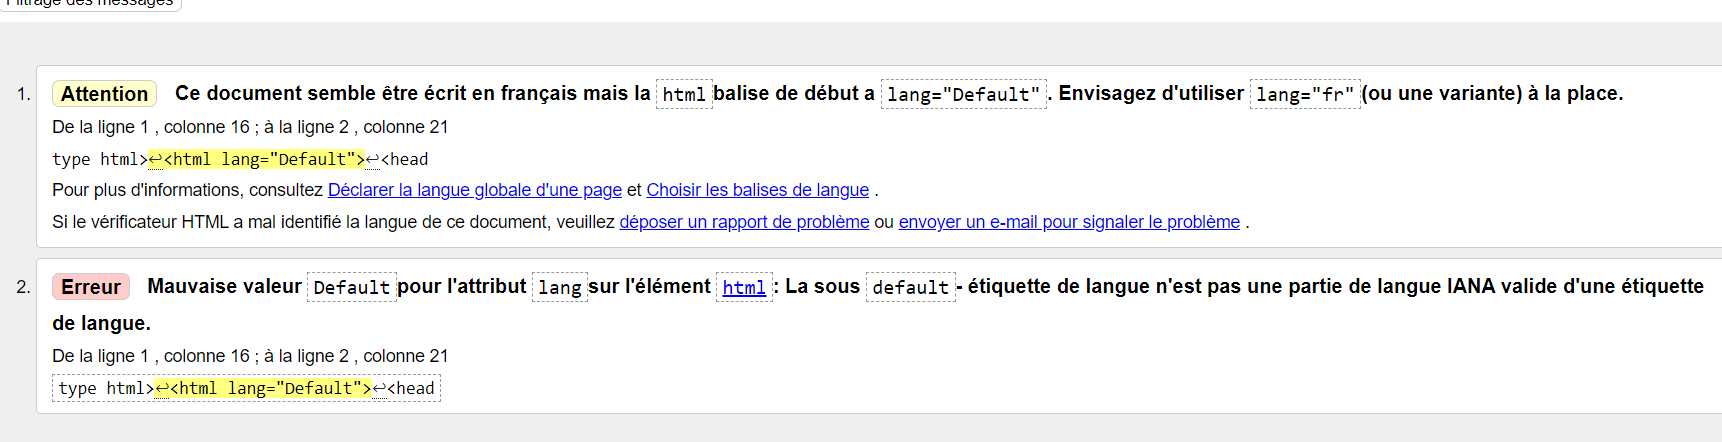 Filtrage des messages
1. Attention Ce document semble être écrit en français mais la html balise de début a lang="Default". Envisagez d'utiliser lang="fr" (ou une variante) à la place.
De la ligne 1 , colonne 16 ; à la ligne 2 , colonne 21
type html>↩<html lang="Default">↩<head
Pour plus d'informations, consultez Déclarer la langue globale d'une page et Choisir les balises de langue .
Si le vérificateur HTML a mal identifié la langue de ce document, veuillez déposer un rapport de problème ou envoyer un e-mail pour signaler le problème .
2. Erreur Mauvaise valeur Default pour l'attribut lang sur l'élément html : La sous default - étiquette de langue n'est pas une partie de langue IANA valide d'une étiquette
de langue.
De la ligne 1 , colonne 16 ; à la ligne 2 , colonne 21
type html>↩<html lang="Default">↩<head